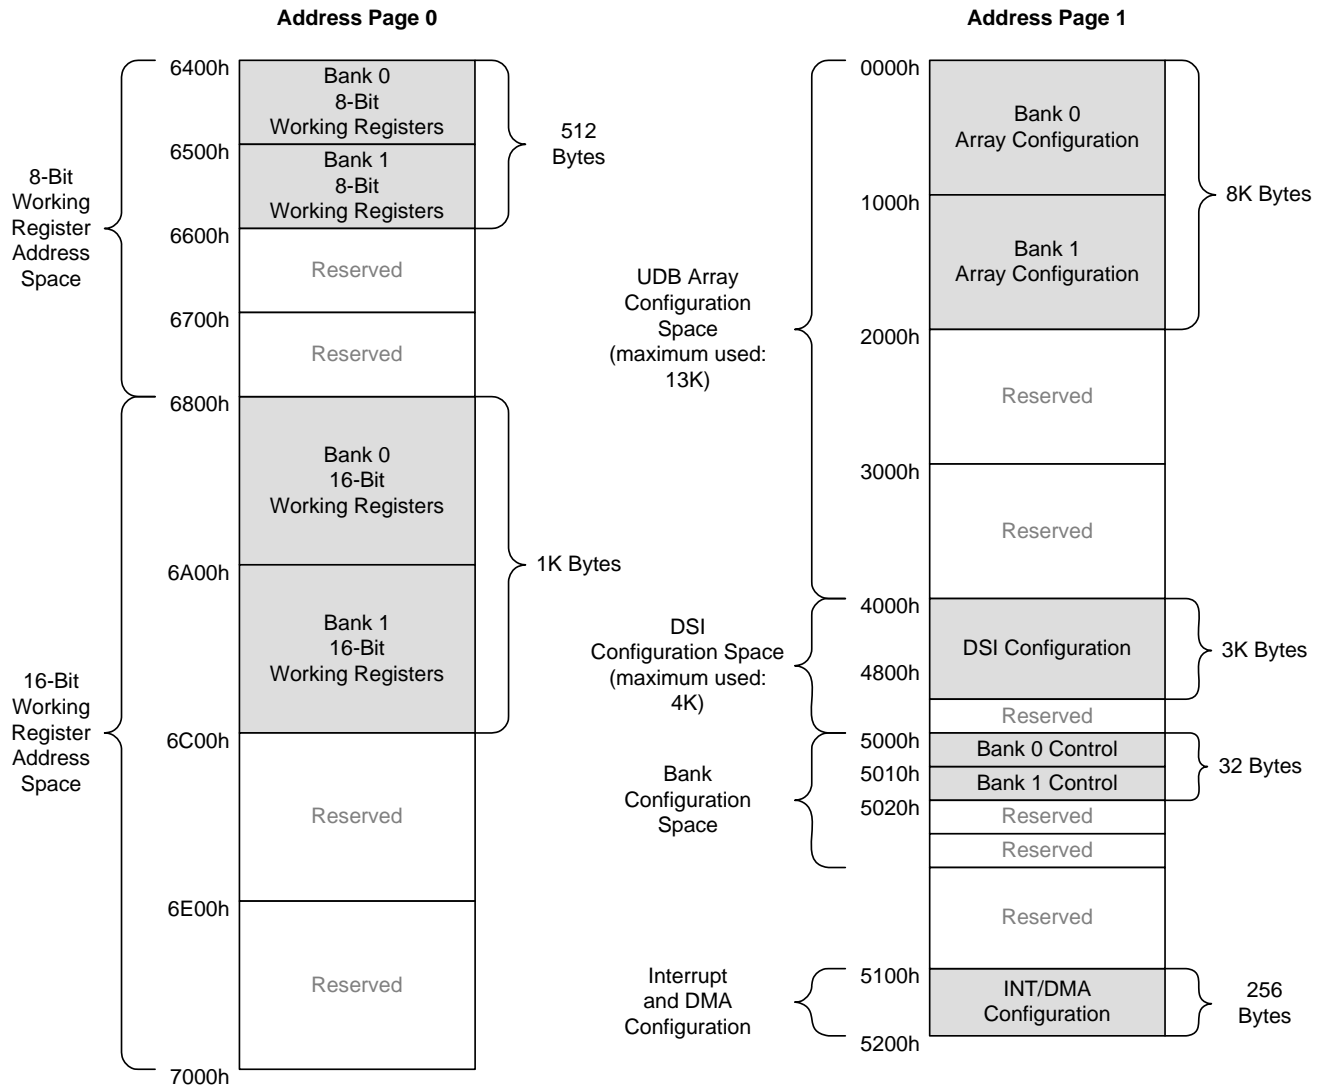 Address Page 0
6400h
Bank 0
8-Bit
Working Registers
6500h
Bank 1
8-Bit
Working Registers
6600h
Reserved
6700h
Reserved
6800h
512
Bytes
8-Bit
Working
Register
Address
Space
Bank 0
16-Bit
Working Registers
6A00h
Bank 1
16-Bit
Working Registers
6C00h
1K Bytes
Reserved
6E00h
Reserved
7000h
16-Bit
Working
Register
Address
Space
Address Page 1
0000h
Bank 0
Array Configuration
1000h
Bank 1
Array Configuration
2000h
8K Bytes
UDB Array
Configuration
Space
(maximum used:
13K)
Reserved
3000h
Reserved
4000h
DSI Configuration
4800h
3K Bytes
DSI
Configuration Space
(maximum used:
4K)
Reserved
5000h
Bank 0 Control
5010h
Bank 1 Control
5020h
32 Bytes
Bank
Configuration
Space
Reserved
Reserved
Reserved
5100h
INT/DMA
Configuration
5200h
256
Bytes
Interrupt
and DMA
Configuration